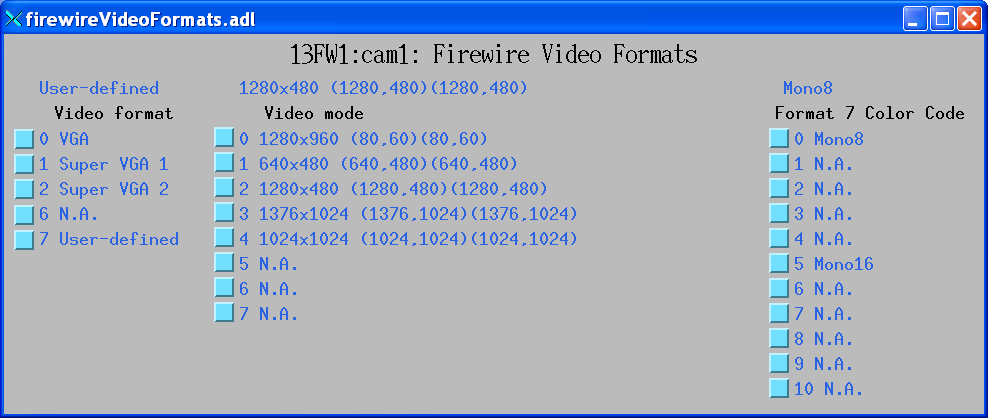 firewireVideoFormats.adl
13FW1:cam1: Firewire Video Formats
User-defined
Video format
0 VGA
1 Super VGA 1
2 Super VGA 2
6 N.A.
7 User-defined
1280x480 (1280,480)(1280,480)
Video mode
0 1280x960 (80,60)(80,60)
1 640x480 (640,480)(640,480)
2 1280x480 (1280,480)(1280,480)
3 1376x1024 (1376,1024)(1376,1024)
4 1024x1024 (1024,1024)(1024,1024)
5 N.A.
6 N.A.
7 N.A.
Mono8
Format 7 Color Code
0 Mono8
1 N.A.
2 N.A.
3 N.A.
4 N.A.
5 Mono16
6 N.A.
7 N.A.
8 N.A.
9 N.A.
10 N.A.